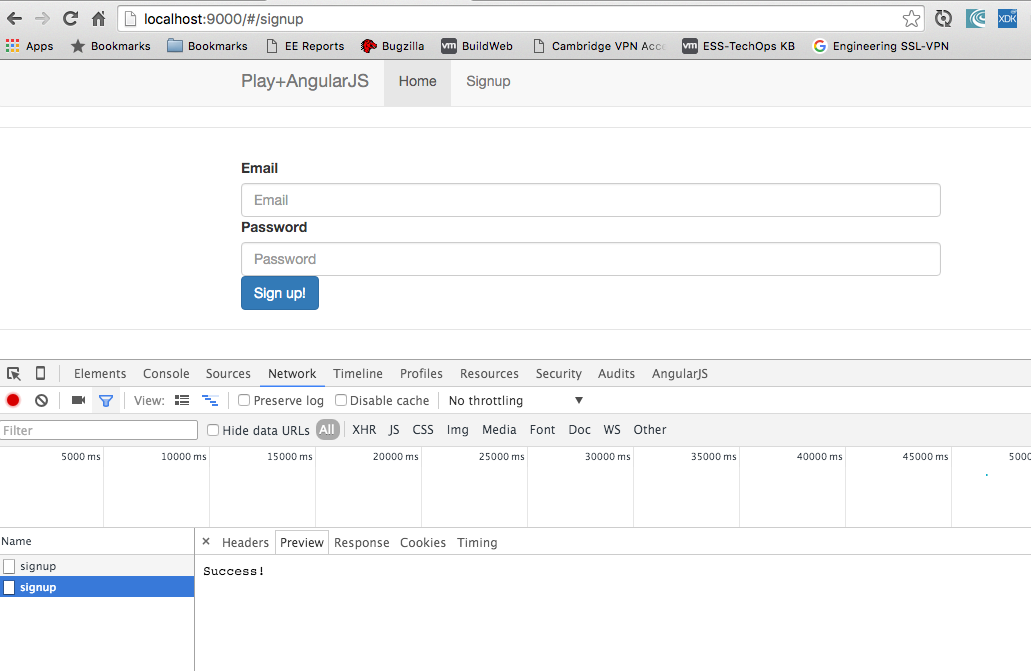 localhost:9000/#/signup
XDK
Apps Bookmarks Bookmarks EE Reports Bugzilla vm BuildWeb Cambridge VPN Acc vm ESS-TechOps KB G Engineering SSL-VPN
Play+AngularJS Home Signup
Email
Email
Password
Password
Sign up!
Elements Console Sources Network Timeline Profiles Resources Security Audits AngularJS
View: Preserve log Disable cache No throttling
Filter Hide data URLs All XHR JS CSS Img Media Font Doc WS Other
5000 ms 10000 ms 15000 ms 20000 ms 25000 ms 30000 ms 35000 ms 40000 ms 45000 ms 5000
Name × Headers Preview Response Cookies Timing
signup
Success!
signup